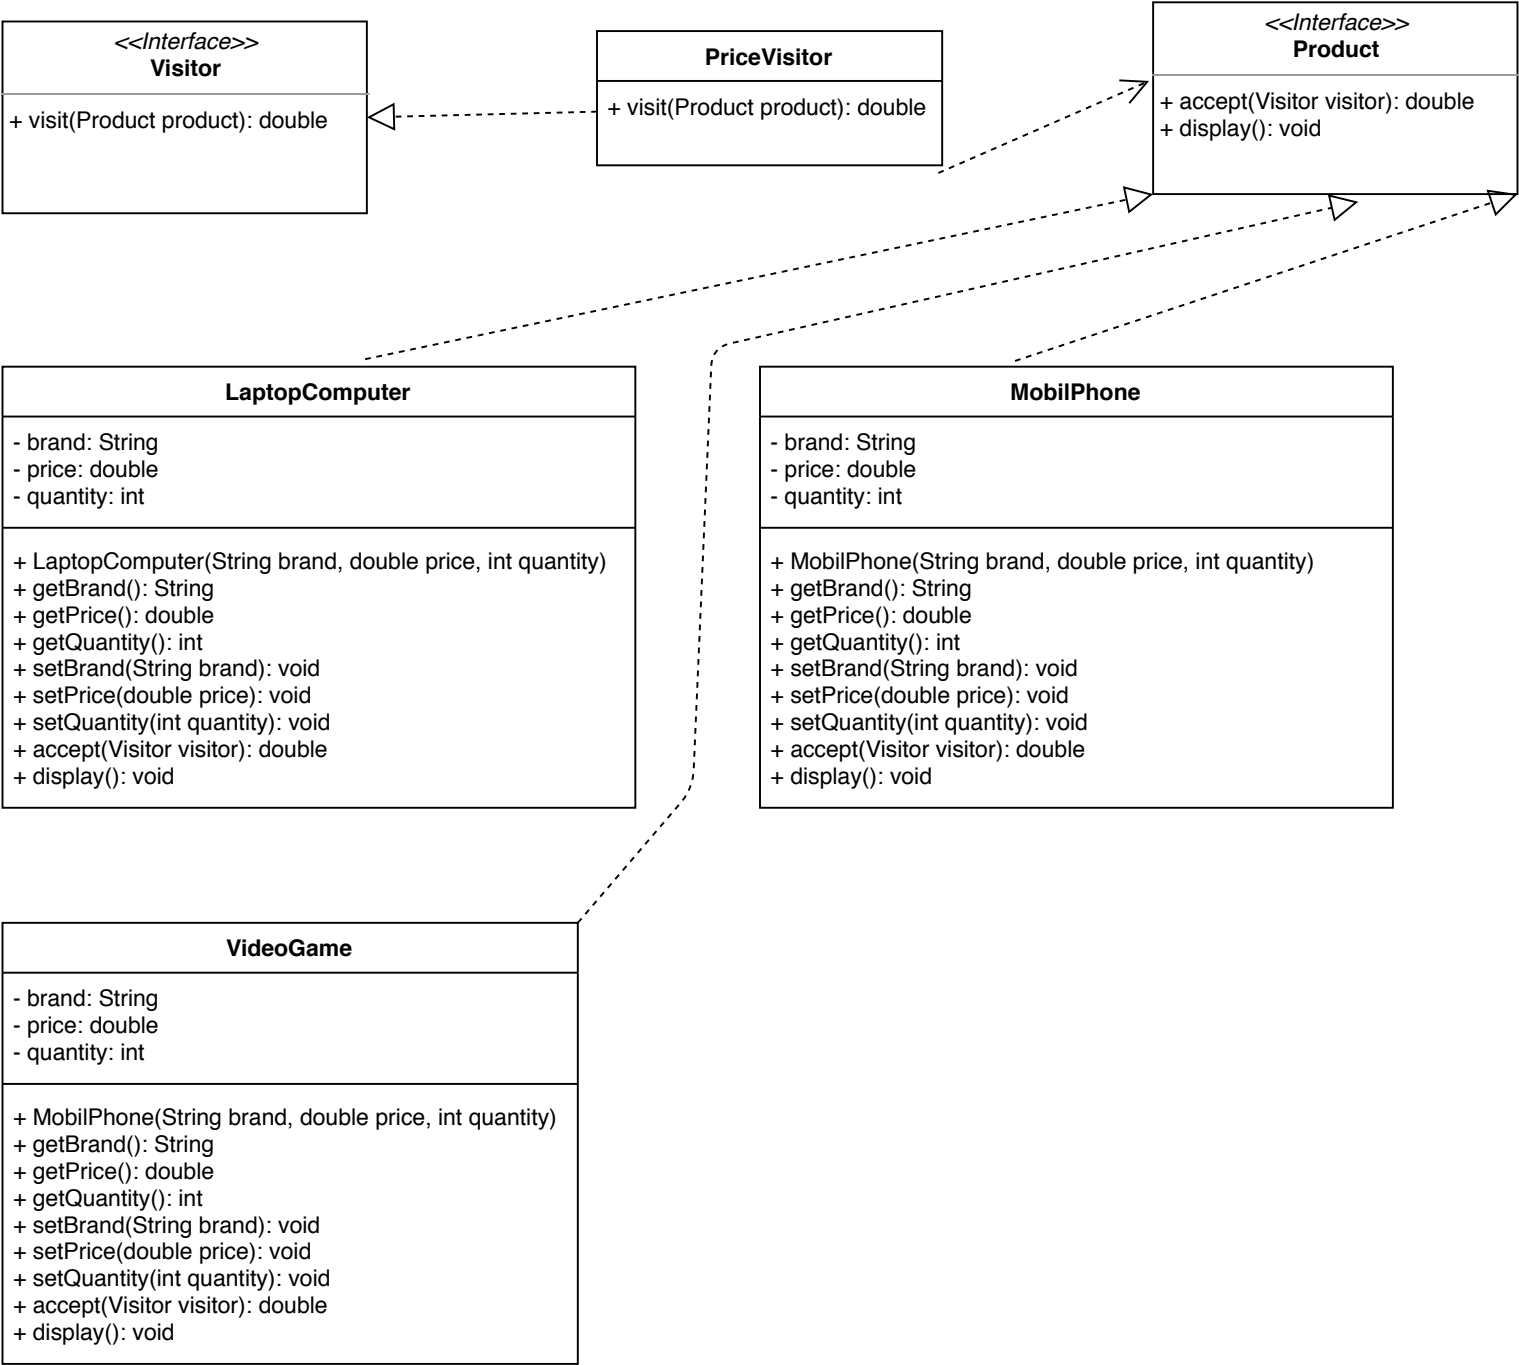 <<Interface>>
Visitor
+ visit(Product product): double
PriceVisitor
+ visit(Product product): double
<<Interface>>
Product
+ accept(Visitor visitor): double
+ display(): void
LaptopComputer
- brand: String
- price: double
- quantity: int
+ LaptopComputer(String brand, double price, int quantity)
+ getBrand(): String
+ getPrice(): double
+ getQuantity(): int
+ setBrand(String brand): void
+ setPrice(double price): void
+ setQuantity(int quantity): void
+ accept(Visitor visitor): double
+ display(): void
MobilPhone
- brand: String
- price: double
- quantity: int
+ MobilPhone(String brand, double price, int quantity)
+ getBrand(): String
+ getPrice(): double
+ getQuantity(): int
+ setBrand(String brand): void
+ setPrice(double price): void
+ setQuantity(int quantity): void
+ accept(Visitor visitor): double
+ display(): void
VideoGame
- brand: String
- price: double
- quantity: int
+ MobilPhone(String brand, double price, int quantity)
+ getBrand(): String
+ getPrice(): double
+ getQuantity(): int
+ setBrand(String brand): void
+ setPrice(double price): void
+ setQuantity(int quantity): void
+ accept(Visitor visitor): double
+ display(): void